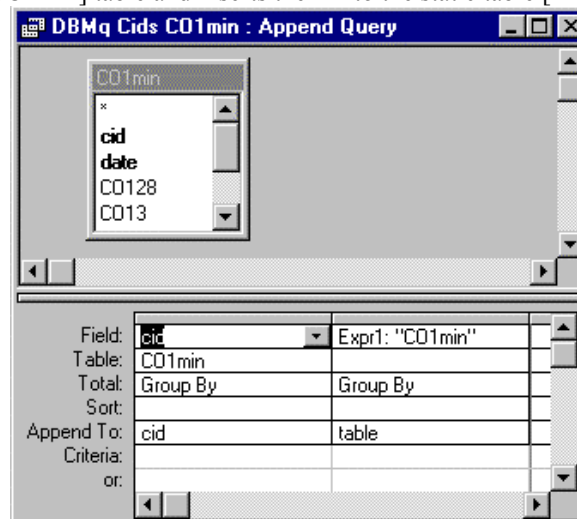 DBMq Cids CO1min : Append Query
CO1min
*
cid
date
CO128
CO13
Field: cid Expr1: "CO1min"
Table: CO1min
Total: Group By Group By
Sort:
Append To: cid table
Criteria:
or: